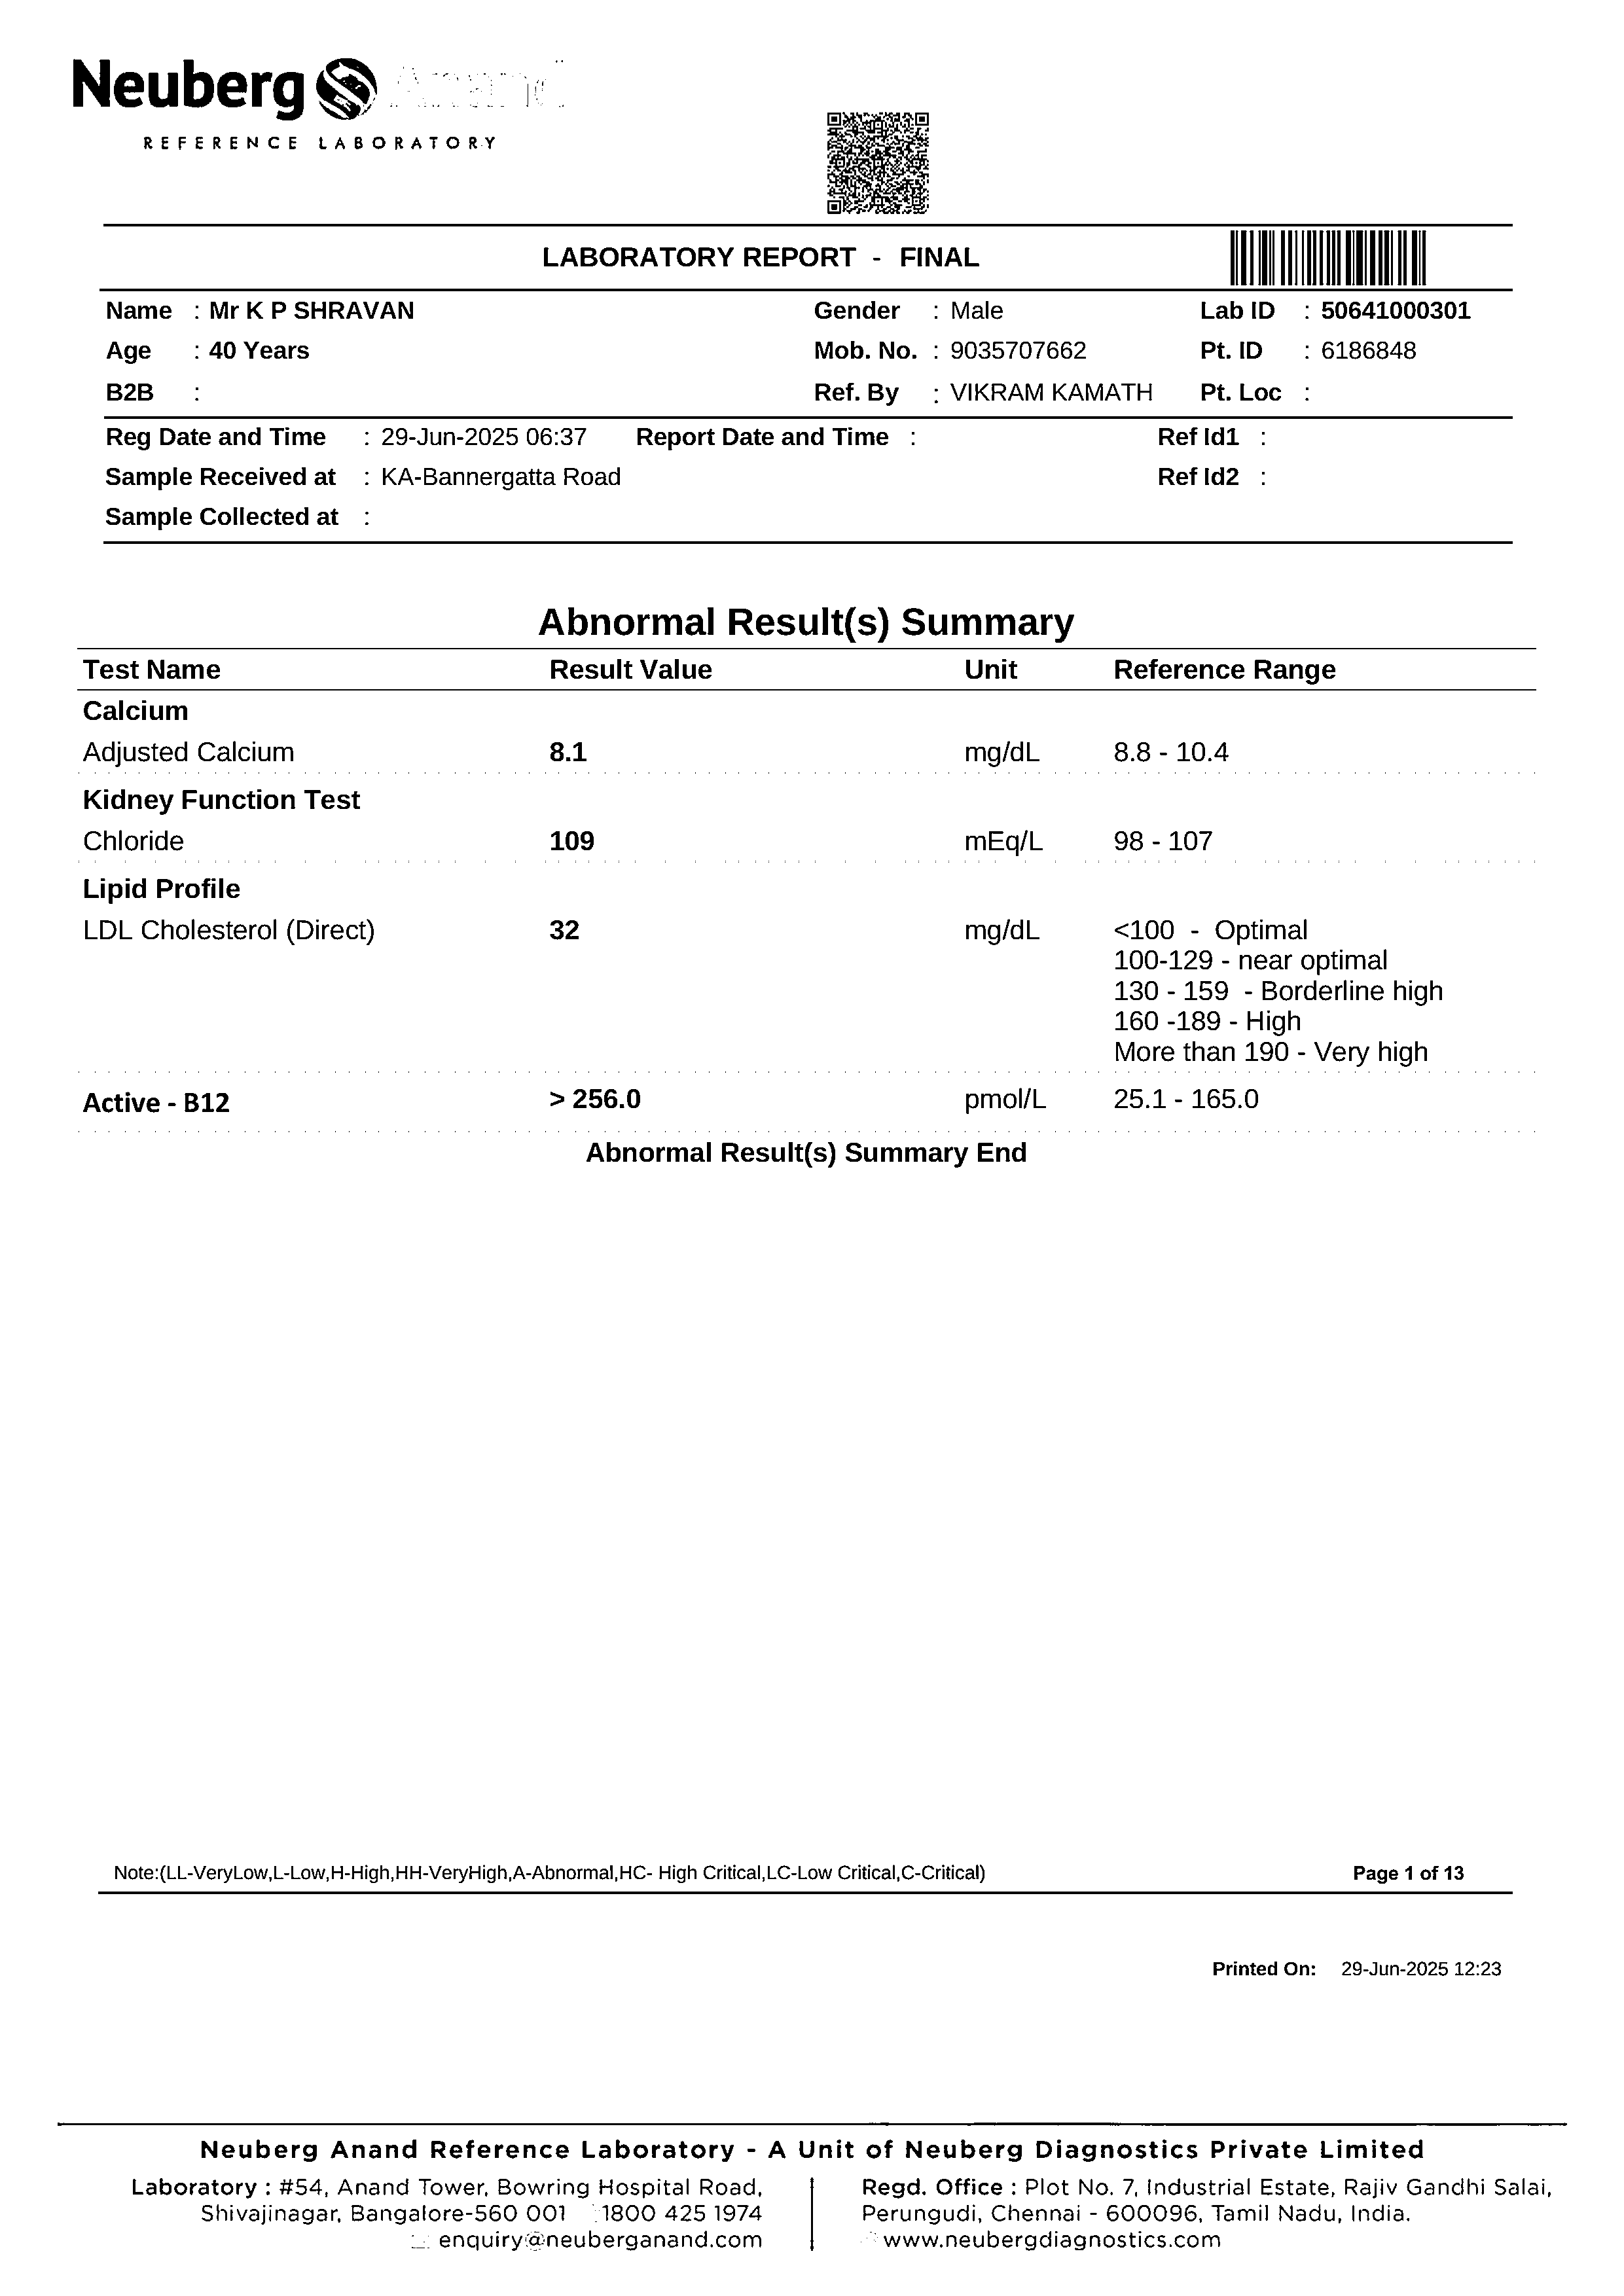 Neuberg Anand
REFERENCE LABORATORY
LABORATORY REPORT - FINAL
Name : Mr K P SHRAVAN Gender : Male Lab ID : 50641000301
Age : 40 Years Mob. No. : 9035707662 Pt. ID : 6186848
B2B : Ref. By : VIKRAM KAMATH Pt. Loc :
Reg Date and Time : 29-Jun-2025 06:37 Report Date and Time : Ref Id1 :
Sample Received at : KA-Bannergatta Road Ref Id2 :
Sample Collected at :
Abnormal Result(s) Summary
Test Name Result Value Unit Reference Range
Calcium
Adjusted Calcium 8.1 mg/dL 8.8 - 10.4
Kidney Function Test
Chloride 109 mEq/L 98 - 107
Lipid Profile
LDL Cholesterol (Direct) 32 mg/dL <100 - Optimal
100-129 - near optimal
130 - 159 - Borderline high
160 -189 - High
More than 190 - Very high
Active - B12 > 256.0 pmol/L 25.1 - 165.0
Abnormal Result(s) Summary End
Note:(LL-VeryLow,L-Low,H-High,HH-VeryHigh,A-Abnormal,HC- High Critical,LC-Low Critical,C-Critical) Page 1 of 13
Printed On: 29-Jun-2025 12:23
Neuberg Anand Reference Laboratory - A Unit of Neuberg Diagnostics Private Limited
Laboratory : #54, Anand Tower, Bowring Hospital Road,
Shivajinagar, Bangalore-560 001 1800 425 1974
enquiry@neuberganand.com
Regd. Office : Plot No. 7, Industrial Estate, Rajiv Gandhi Salai,
Perungudi, Chennai - 600096, Tamil Nadu, India.
www.neubergdiagnostics.com